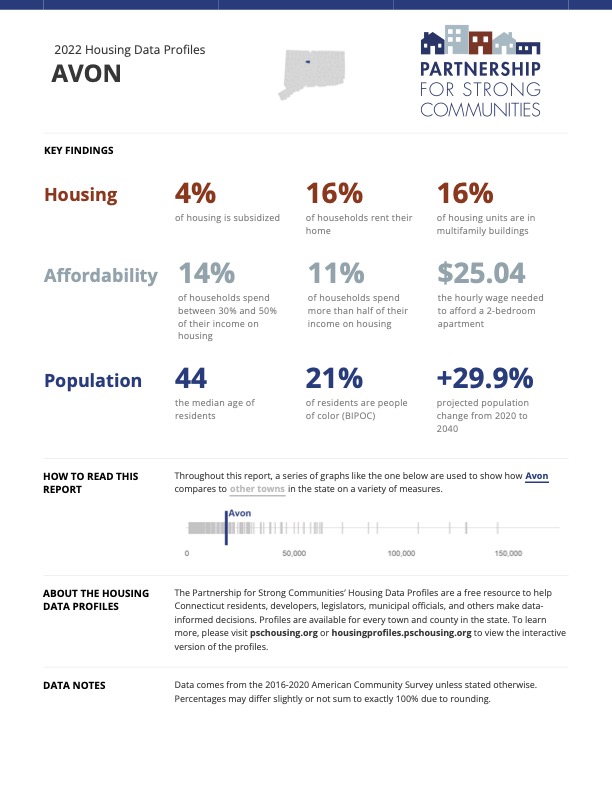 2022 Housing Data Profiles
AVON
PARTNERSHIP
FOR STRONG
COMMUNITIES
KEY FINDINGS
Housing
4%
of housing is subsidized
16%
of households rent their
home
16%
of housing units are in
multifamily buildings
Affordability
14%
of households spend
between 30% and 50%
of their income on
housing
11%
of households spend
more than half of their
income on housing
$25.04
the hourly wage needed
to afford a 2-bedroom
apartment
Population
44
the median age of
residents
21%
of residents are people
of color (BIPOC)
+29.9%
projected population
change from 2020 to
2040
HOW TO READ THIS
REPORT
Throughout this report, a series of graphs like the one below are used to show how Avon
compares to other towns in the state on a variety of measures.
Avon
0 50,000 100,000 150,000
ABOUT THE HOUSING
DATA PROFILES
The Partnership for Strong Communities' Housing Data Profiles are a free resource to help
Connecticut residents, developers, legislators, municipal officials, and others make data-
informed decisions. Profiles are available for every town and county in the state. To learn
more, please visit pschousing.org or housingprofiles.pschousing.org to view the interactive
version of the profiles.
DATA NOTES
Data comes from the 2016-2020 American Community Survey unless stated otherwise.
Percentages may differ slightly or not sum to exactly 100% due to rounding.